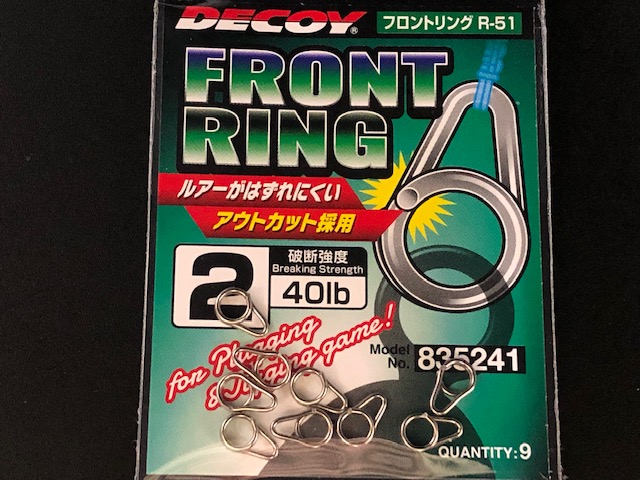 DECOY®
フロントリング R-51
FRONT
RING
ルアーがはずれにくい
アウトカット採用
2
破断強度
Breaking Strength
40lb
for Plugging
& Jigging game!
Model
No. 835241
QUANTITY:9